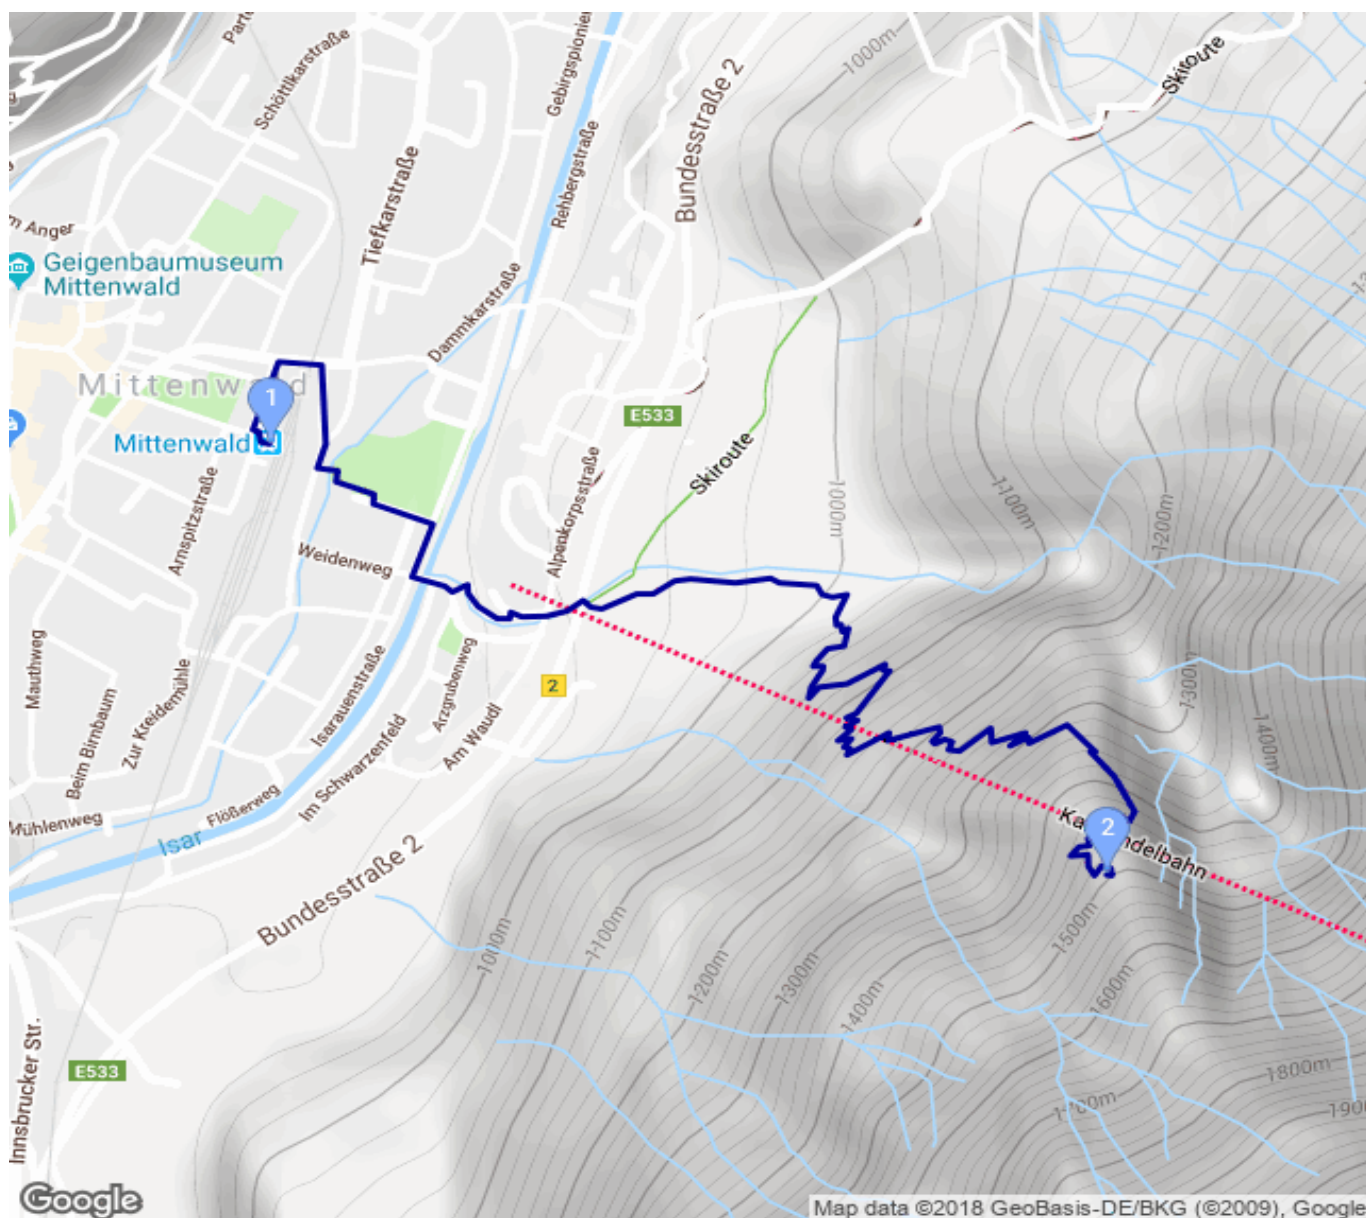 Schöttlkarstraße
Gebirgspionier
Skiroute
1000m
Bundesstraße 2
Rehbergstraße
Tiefkarstraße
m Anger
Geigenbaumuseum
Mittenwald
Dammkarstraße
Mittenwald
1
E533
Mittenwald
Skiroute
Arnspitzstraße
1000m
1100m
1200m
Alpenkorpsstraße
Weidenweg
Mauthweg
Zur Kreidemühle
Isarauenstraße
Arzgrubenweg
2
1300m
Beim Birnbaum
Im Schwarzenfeld
Am Waudl
1400m
Flößerweg
Mühlenweg
Isar
2
Karwendelbahn
Bundesstraße 2
1000m
1100m
1200m
1300m
1400m
1500m
1600m
E533
Innsbrucker Str.
1800m
1700m
Google
Map data ©2018 GeoBasis-DE/BKG (©2009), Google